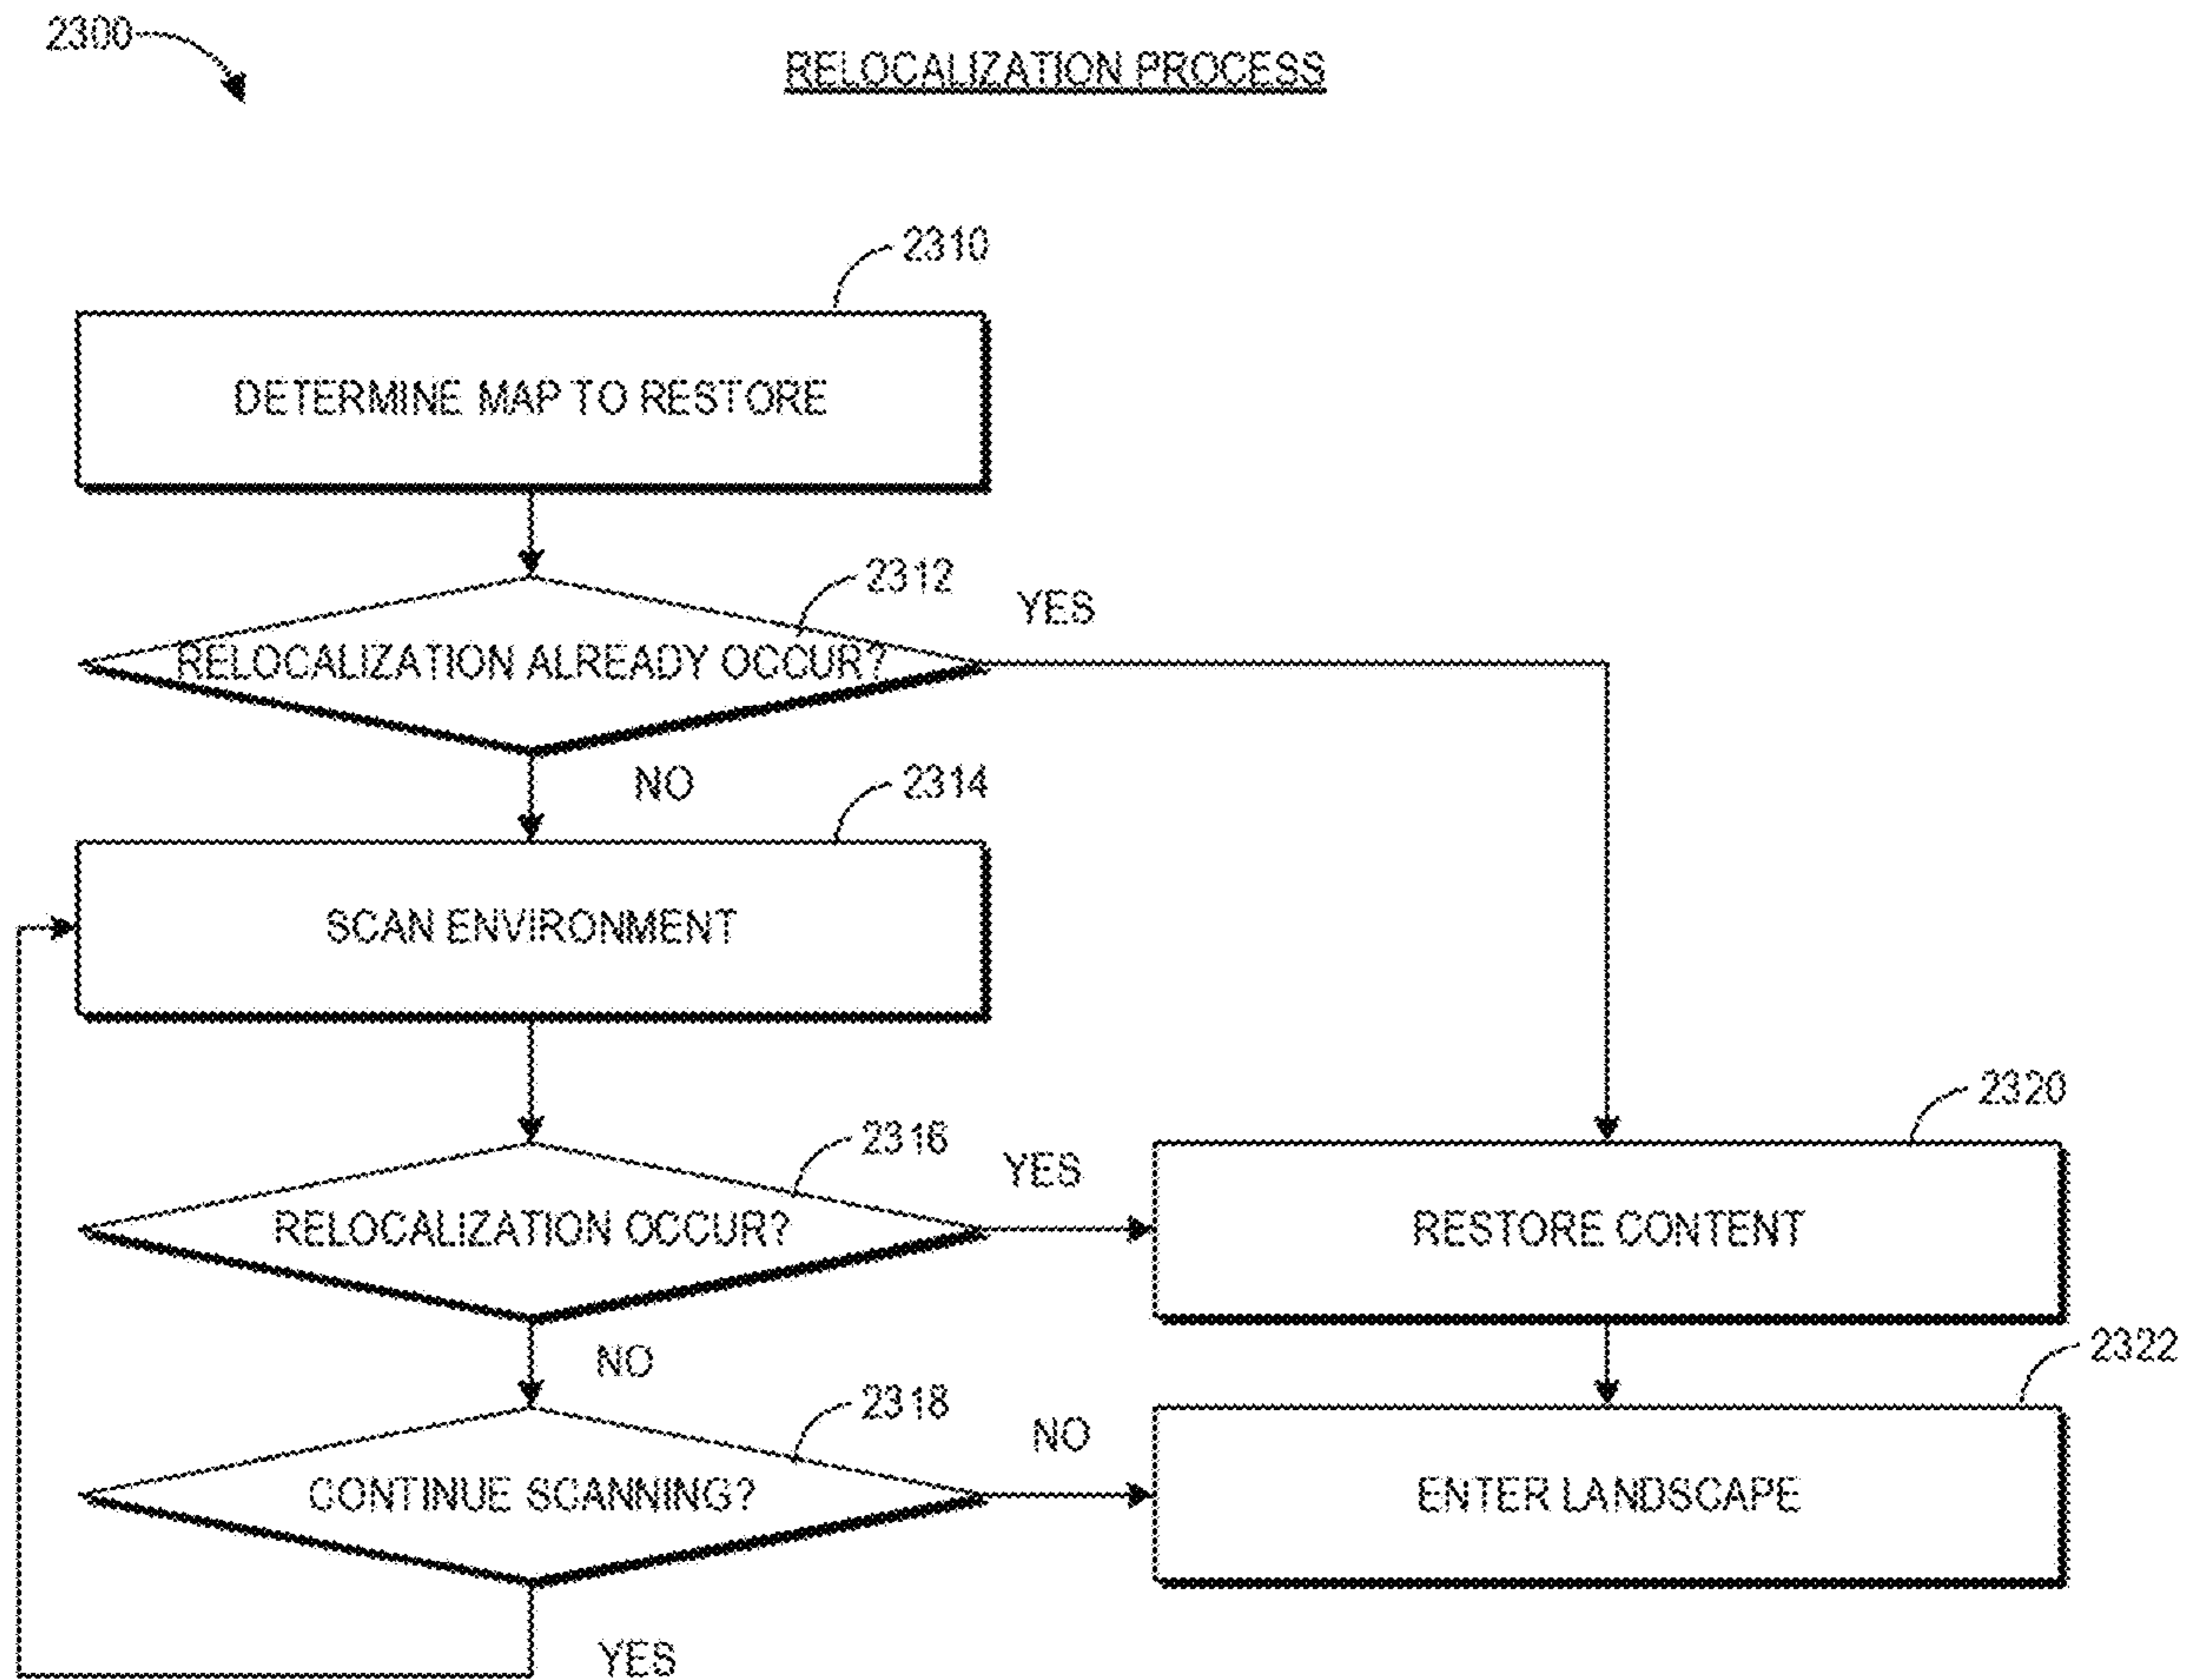 2300
RELOCALIZATION PROCESS
2310
DETERMINE MAP TO RESTORE
2312
YES
RELOCALIZATION ALREADY OCCUR?
NO
2314
SCAN ENVIRONMENT
2316
YES
RELOCALIZATION OCCUR?
2320
RESTORE CONTENT
NO
2318
NO
CONTINUE SCANNING?
2322
ENTER LANDSCAPE
YES